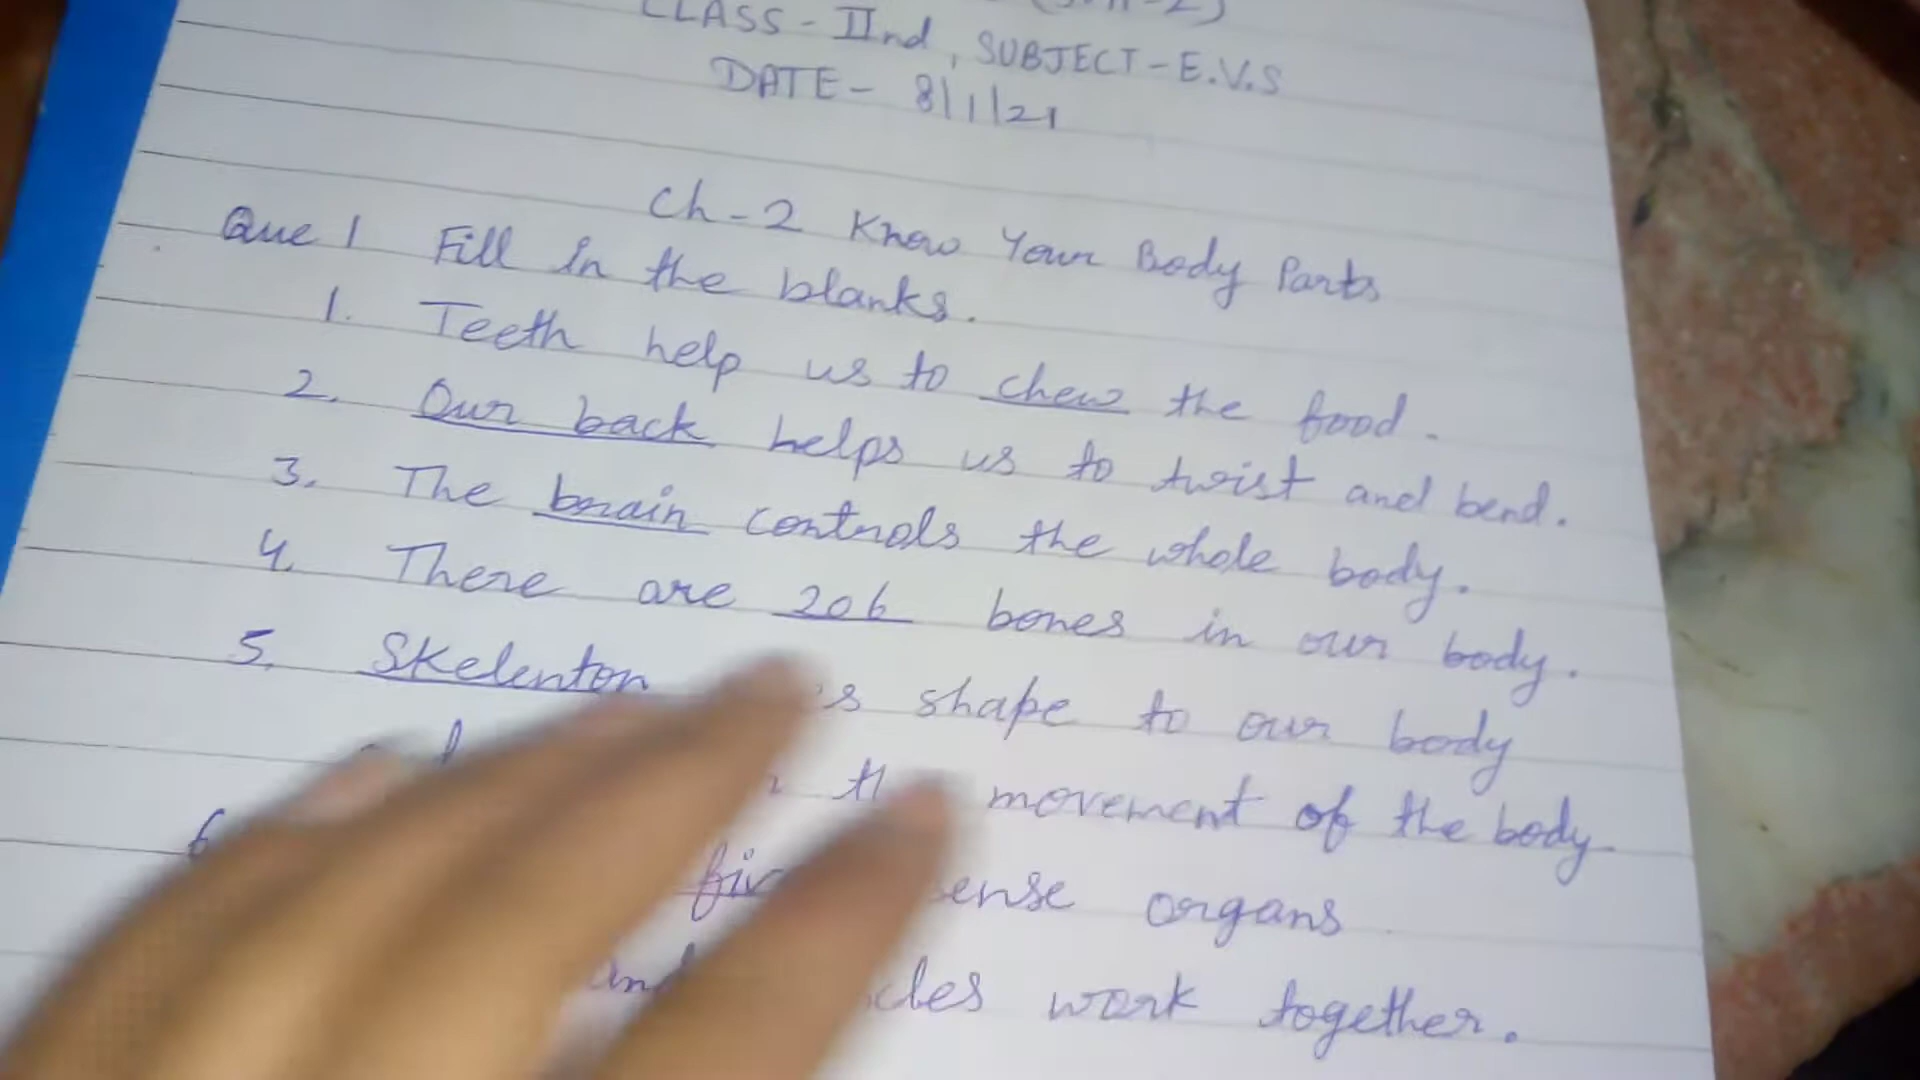 CLASS - IInd, SUBJECT - E.V.S
DATE - 8/1/21
Ch - 2 Know Your Body Parts
Que 1 Fill in the blanks.
1. Teeth help us to chew the food.
2. Our back helps us to twist and bend.
3. The brain controls the whole body.
4. There are 206 bones in our body.
5. Skelenton shape to our body
movement of the body
6 sense organs
work together.